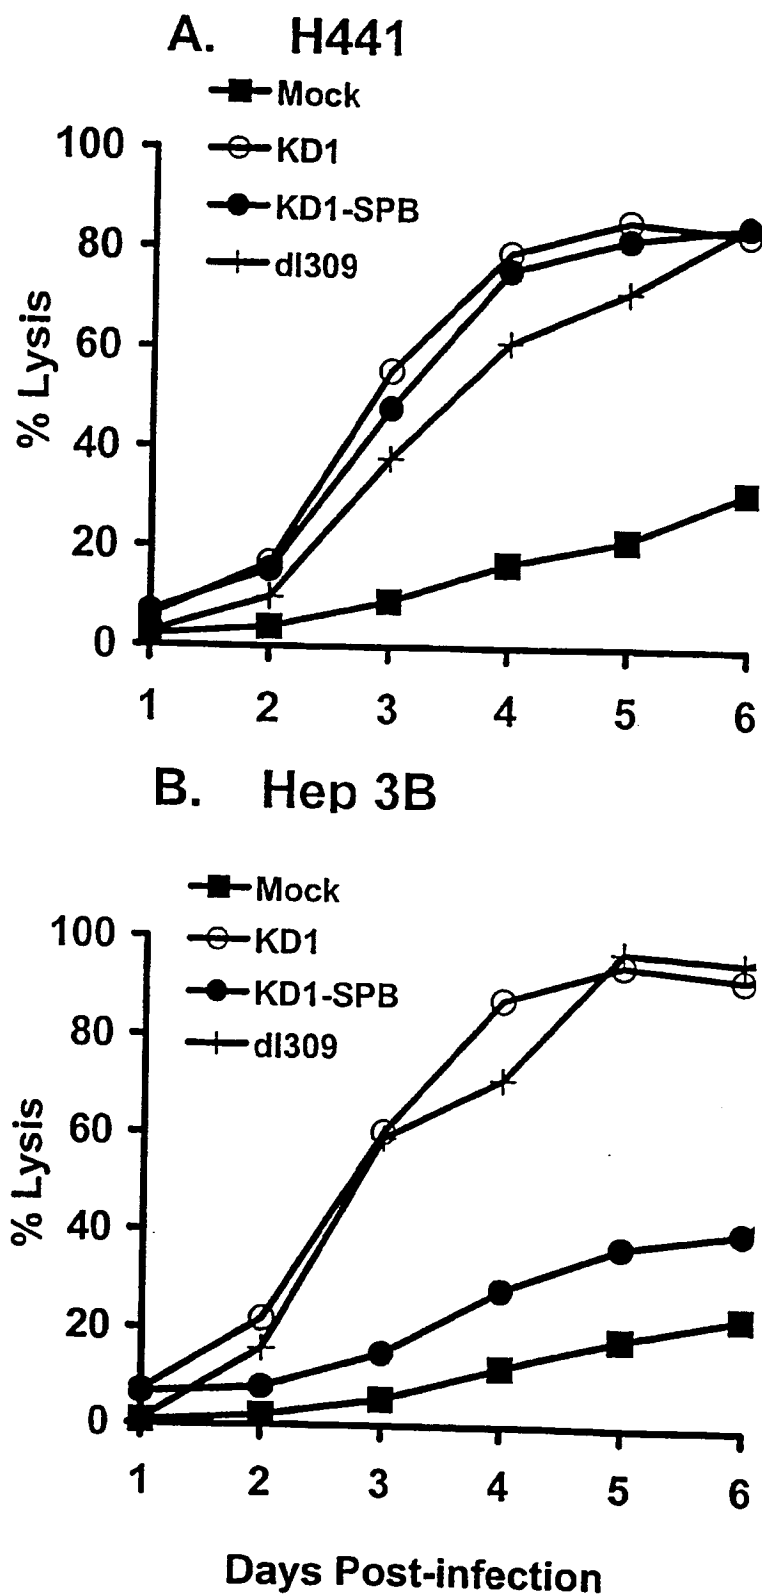 A. H441
Mock
KD1
KD1-SPB
dl309
100
80
60
40
20
0
% Lysis
1 2 3 4 5 6
B. Hep 3B
Mock
KD1
KD1-SPB
dl309
100
80
60
40
20
0
% Lysis
1 2 3 4 5 6
Days Post-infection